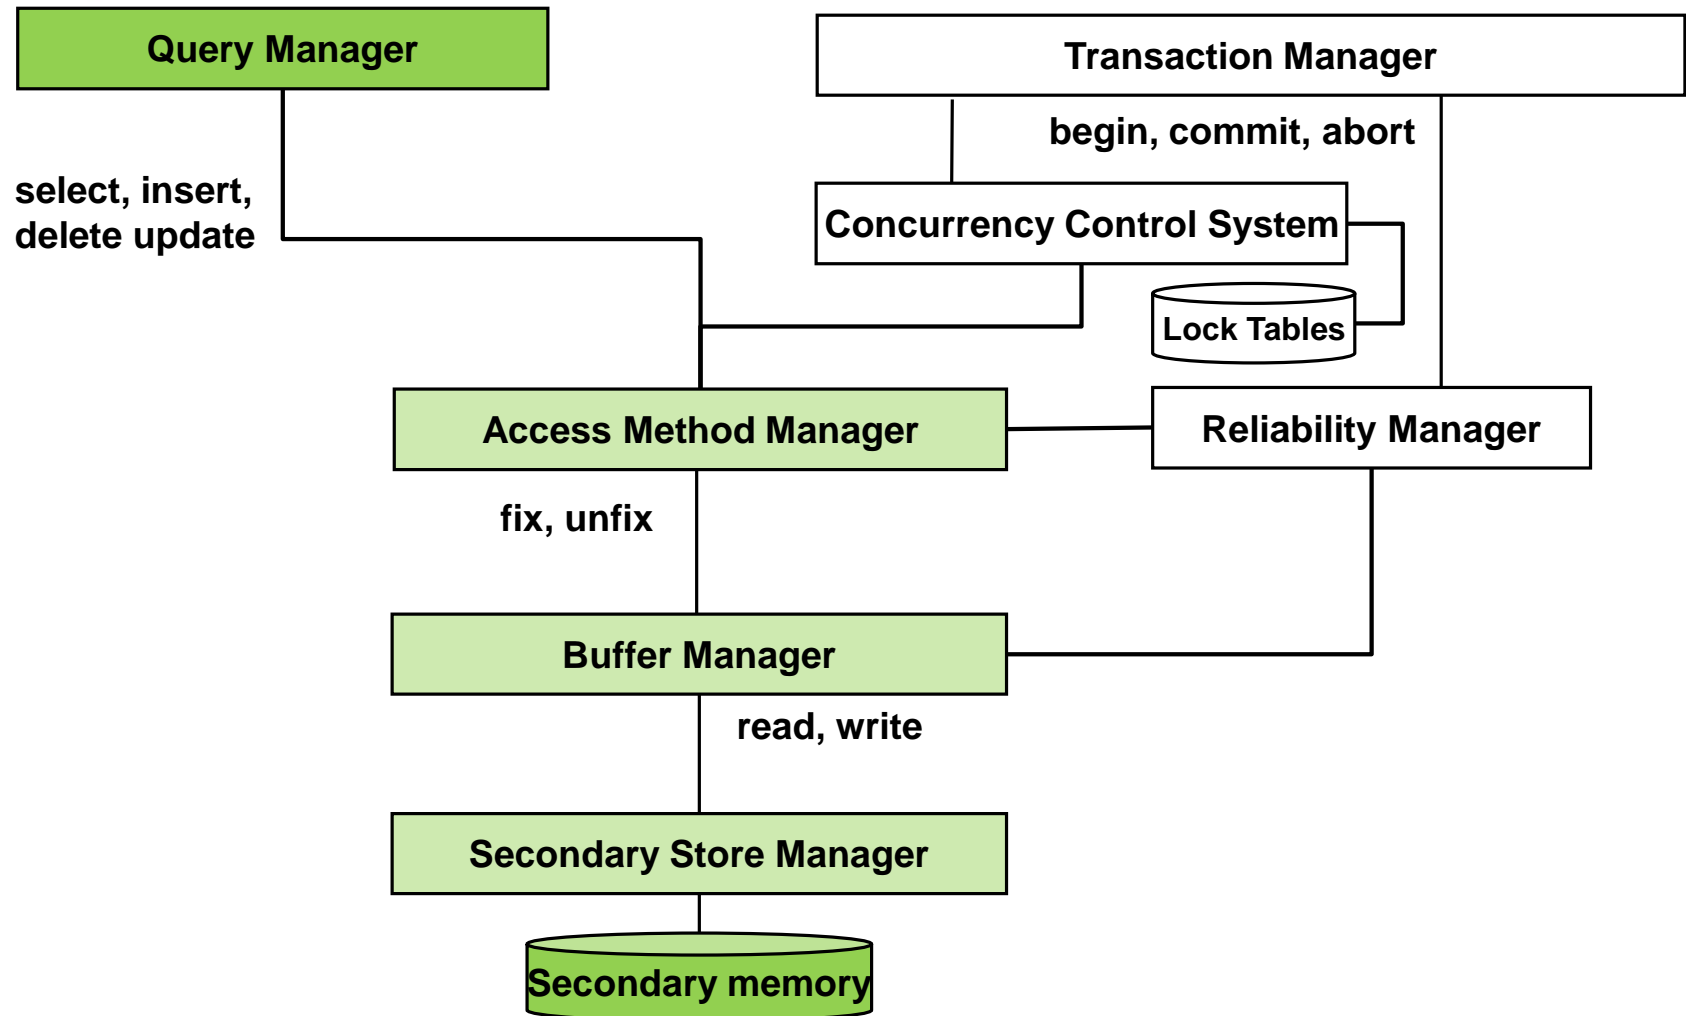 Query Manager
Transaction Manager
begin, commit, abort
select, insert,
delete update
Concurrency Control System
Lock Tables
Access Method Manager
Reliability Manager
fix, unfix
Buffer Manager
read, write
Secondary Store Manager
Secondary memory